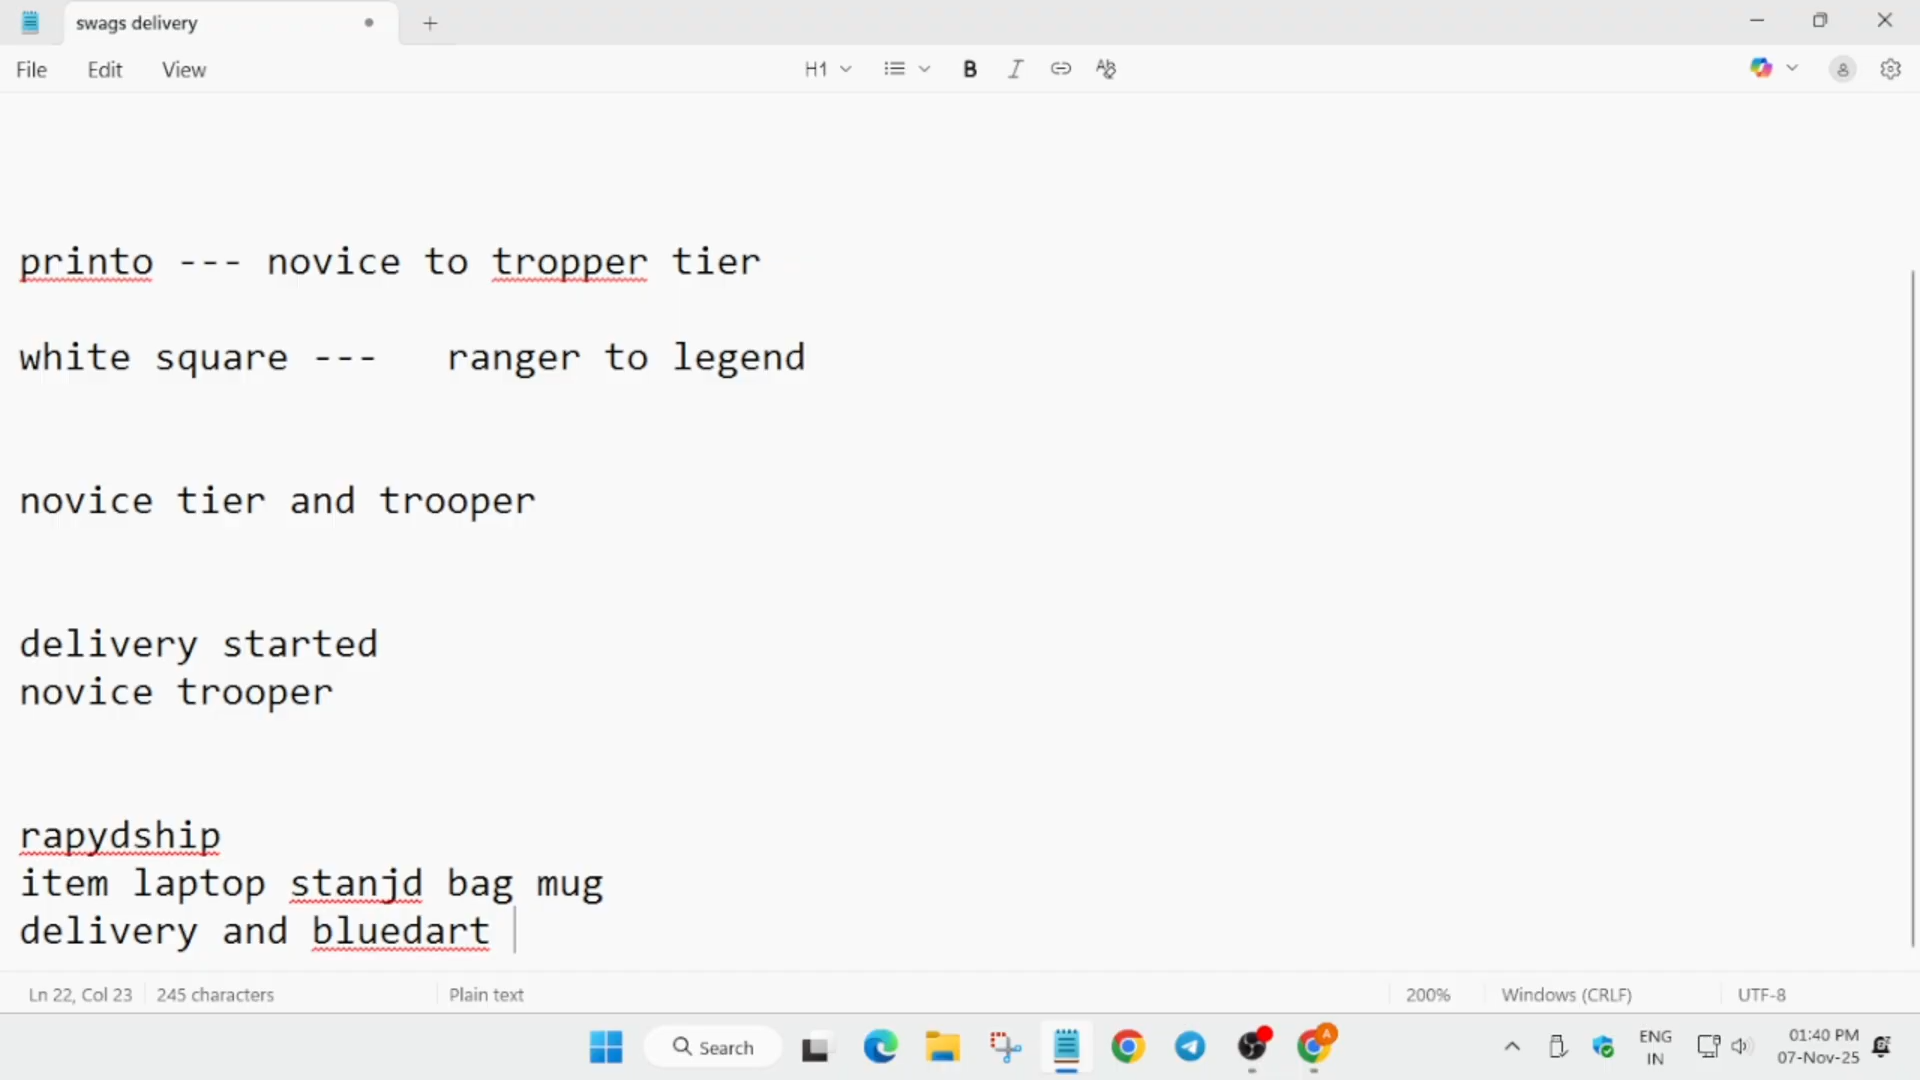 swags delivery
File Edit View H1 B I
printo --- novice to tropper tier
white square --- ranger to legend
novice tier and trooper
delivery started
novice trooper
rapydship
item laptop stanjd bag mug
delivery and bluedart
Ln 22, Col 23 245 characters Plain text 200% Windows (CRLF) UTF-8
Search ENG 01:40 PM
IN 07-Nov-25